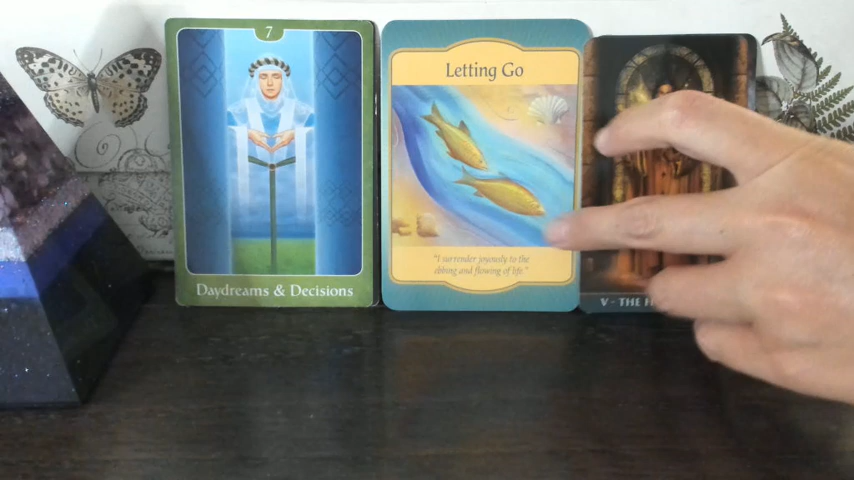 7
Daydreams & Decisions
Letting Go
"I surrender joyously to the
ebbing and flowing of life."
V - THE